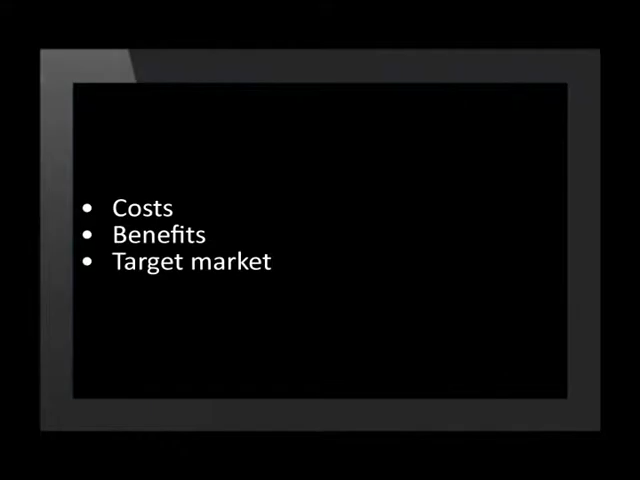 • Costs
• Benefits
• Target market